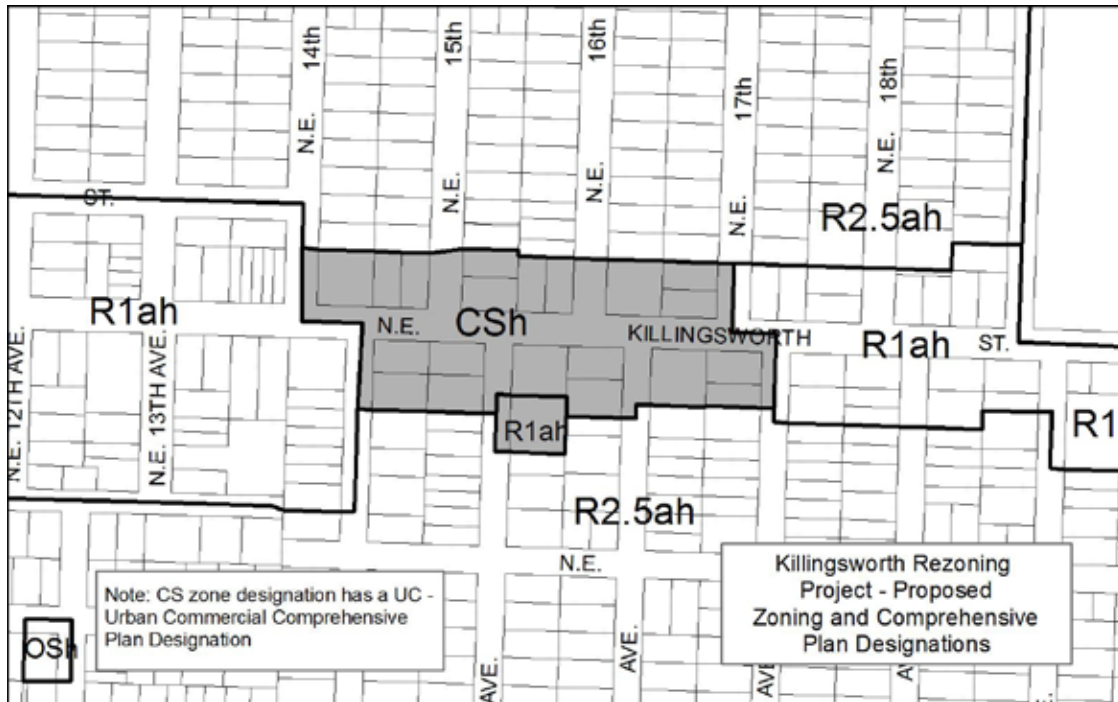 14th
15th
16th
17th
18th
N.E.
N.E.
N.E.
N.E.
N.E.
ST.
R2.5ah
R1ah
N.E.
CSh
KILLINGSWORTH
R1ah
ST.
N.E. 12TH AVE.
N.E. 13TH AVE.
R1ah
R1
R2.5ah
N.E.
Note: CS zone designation has a UC -
Urban Commercial Comprehensive
Plan Designation
Killingsworth Rezoning
Project - Proposed
Zoning and Comprehensive
Plan Designations
OSh
AVE.
AVE.